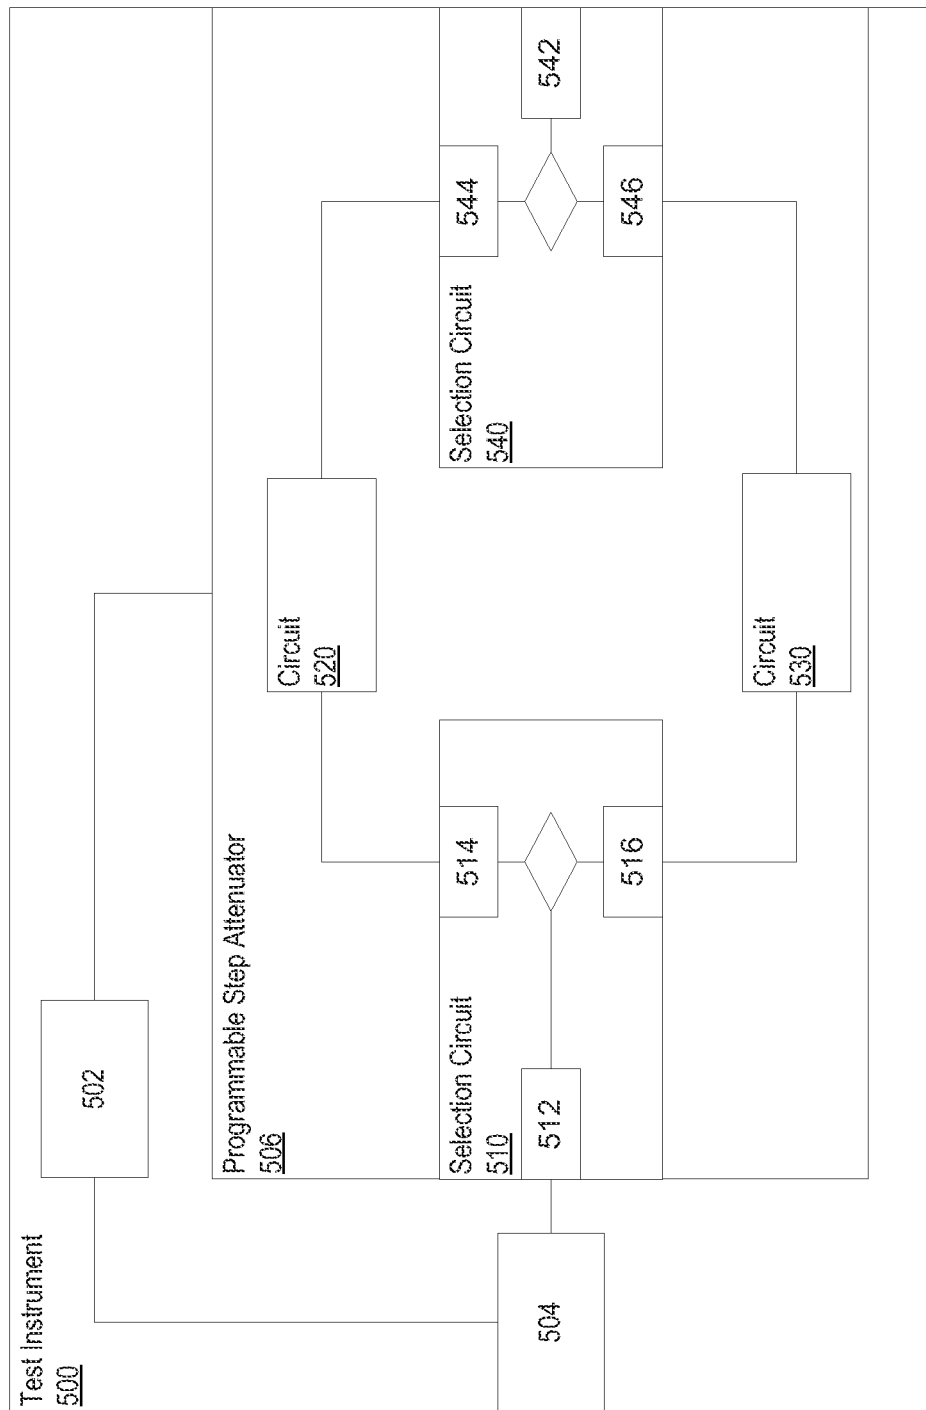 Test Instrument
500
502
504
Programmable Step Attenuator
506
Selection Circuit
510
512
514
516
Circuit
520
Circuit
530
Selection Circuit
540
544
542
546